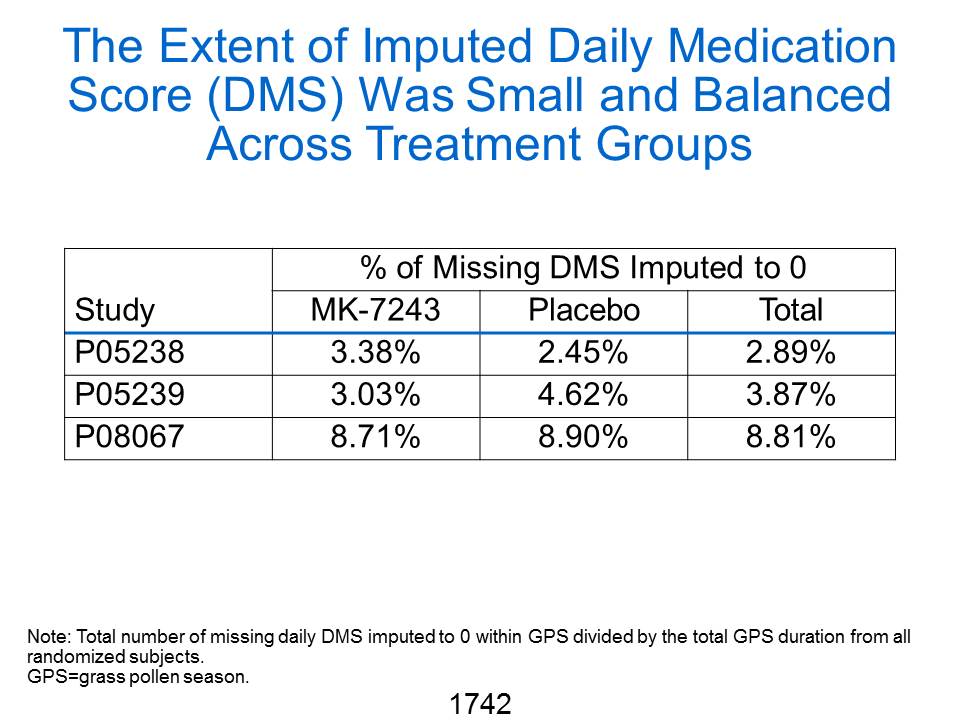 The Extent of Imputed Daily Medication
Score (DMS) Was Small and Balanced
Across Treatment Groups
% of Missing DMS Imputed to 0
Study MK-7243 Placebo Total
P05238 3.38% 2.45% 2.89%
P05239 3.03% 4.62% 3.87%
P08067 8.71% 8.90% 8.81%
Note: Total number of missing daily DMS imputed to 0 within GPS divided by the total GPS duration from all
randomized subjects.
GPS=grass pollen season.
1742